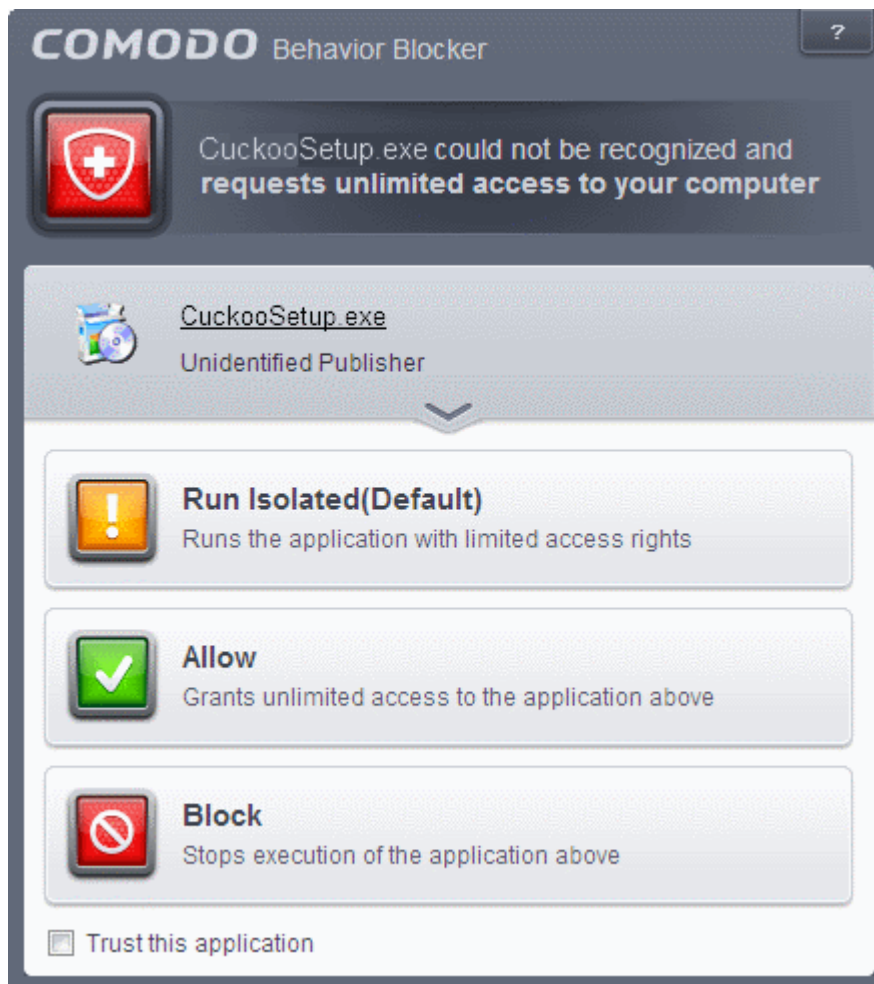 COMODO Behavior Blocker
?
CuckooSetup.exe could not be recognized and
requests unlimited access to your computer
CuckooSetup.exe
Unidentified Publisher
Run Isolated(Default)
Runs the application with limited access rights
Allow
Grants unlimited access to the application above
Block
Stops execution of the application above
Trust this application